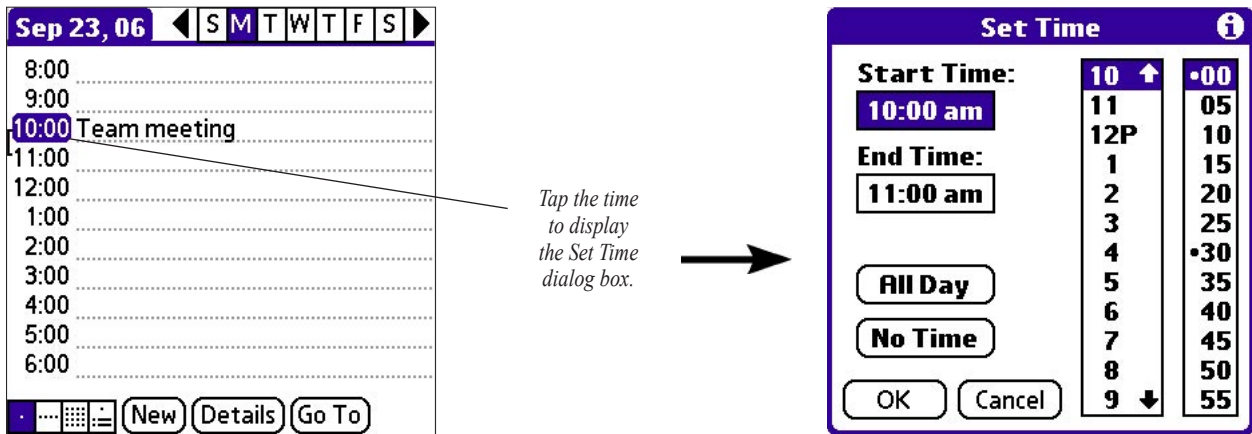 Sep 23, 06 S M T W T F S
8:00
9:00
10:00 Team meeting
11:00
12:00
1:00
2:00
3:00
4:00
5:00
6:00
New Details Go To
Tap the time
to display
the Set Time
dialog box.
Set Time i
Start Time:
10:00 am
End Time:
11:00 am
All Day
No Time
OK Cancel
10 •00
11 05
12P 10
1 15
2 20
3 25
4 •30
5 35
6 40
7 45
8 50
9 55